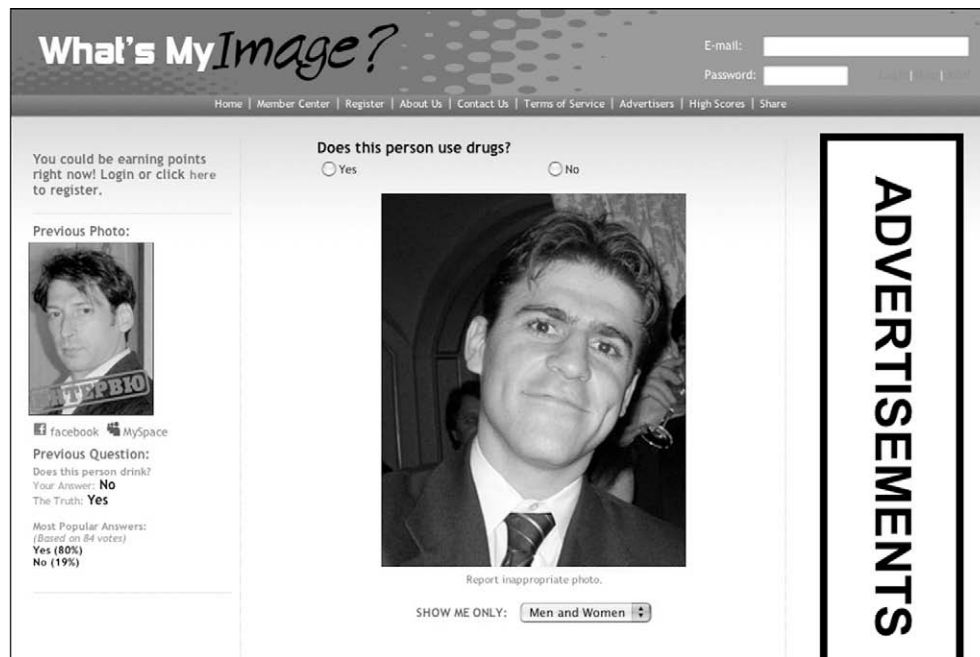 What's My Image?
E-mail:
Password:
Home | Member Center | Register | About Us | Contact Us | Terms of Service | Advertisers | High Scores | Share
You could be earning points
right now! Login or click here
to register.
Previous Photo:
facebook MySpace
Previous Question:
Does this person drink?
Your Answer: No
The Truth: Yes
Most Popular Answers:
(Based on 84 votes)
Yes (80%)
No (19%)
Does this person use drugs?
Yes No
Report inappropriate photo.
SHOW ME ONLY: Men and Women
ADVERTISEMENTS